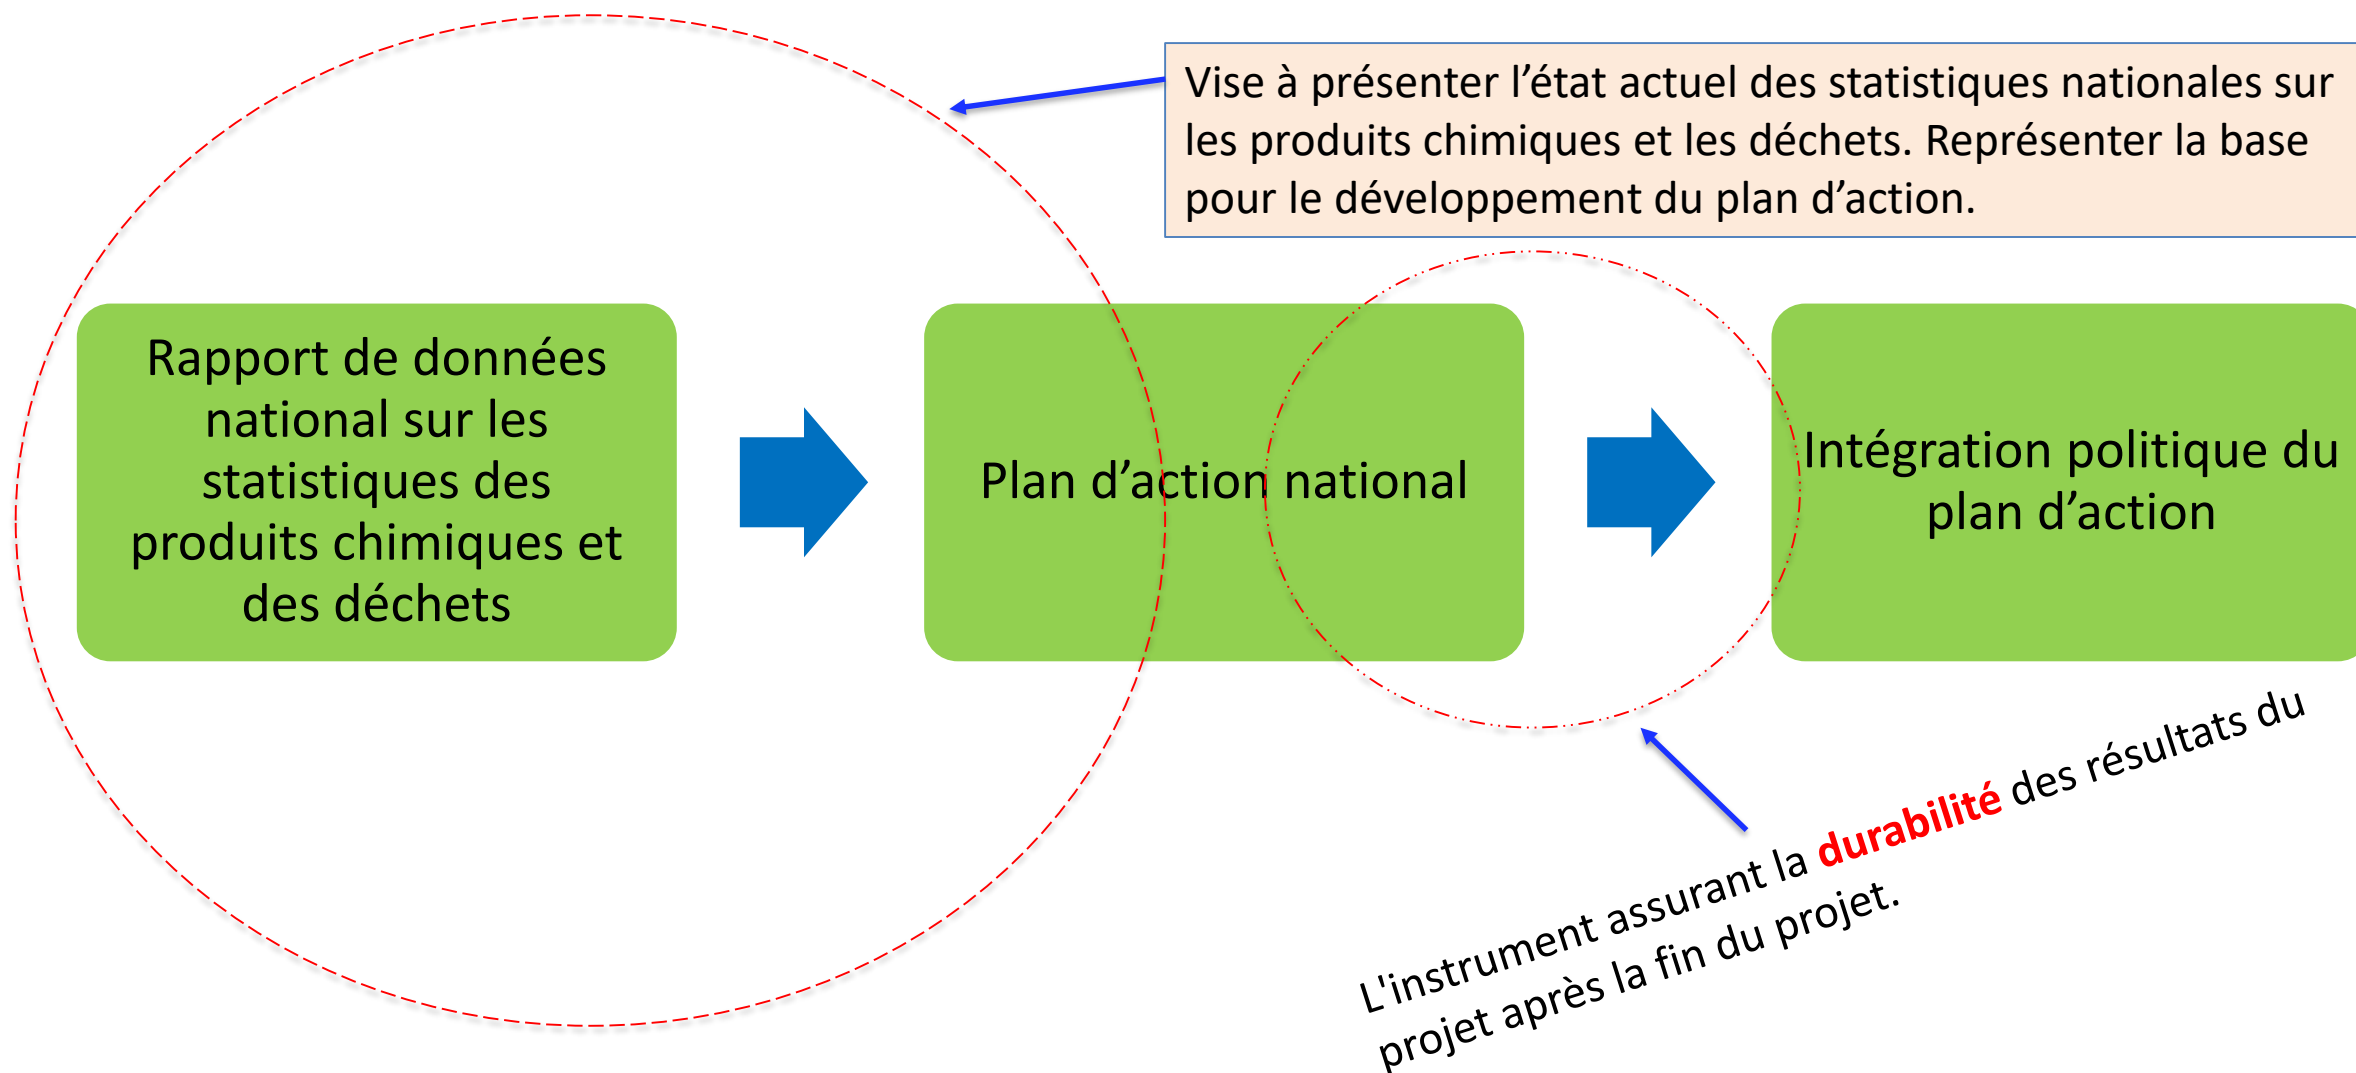 Vise à présenter l’état actuel des statistiques nationales sur
les produits chimiques et les déchets. Représenter la base
pour le développement du plan d’action.
Rapport de données
national sur les
statistiques des
produits chimiques et
des déchets
Plan d’action national
Intégration politique du
plan d’action
L'instrument assurant la durabilité des résultats du
projet après la fin du projet.